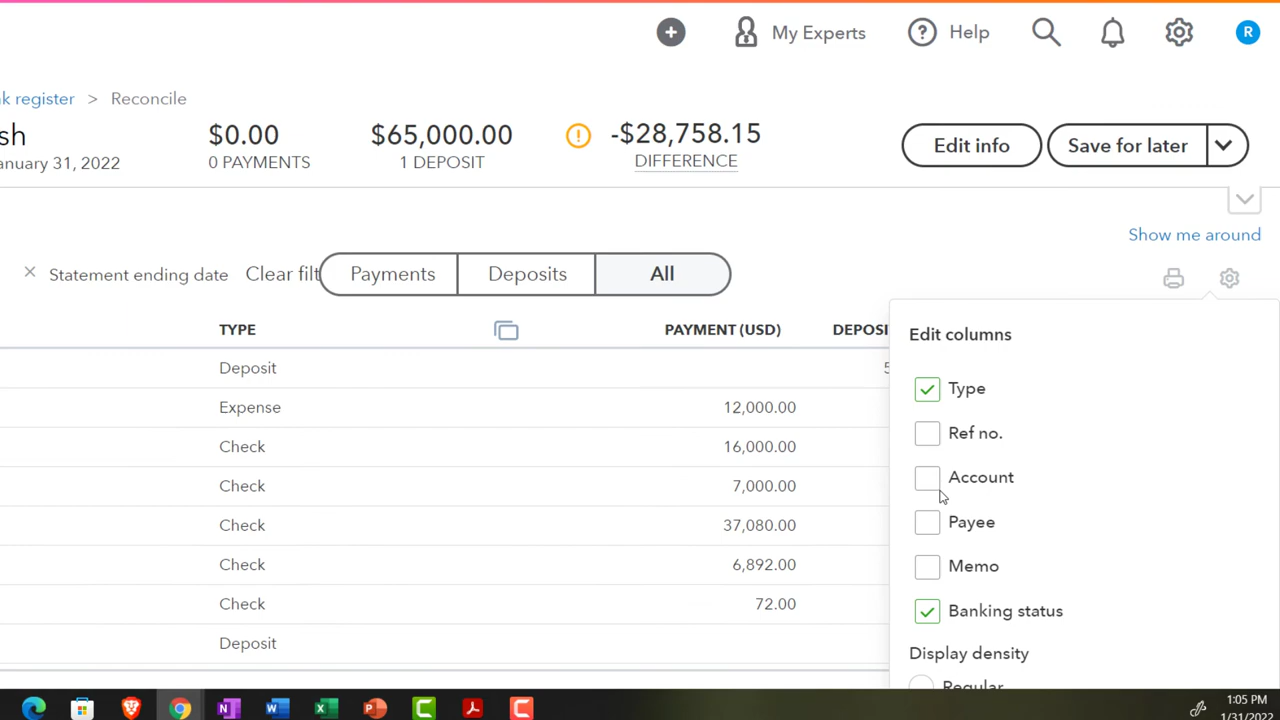 My Experts
Help
R
k register > Reconcile
sh
$0.00
$65,000.00
-$28,758.15
anuary 31, 2022
0 PAYMENTS
1 DEPOSIT
DIFFERENCE
Edit info
Save for later
Show me around
Statement ending date
Clear filt
Payments
Deposits
All
TYPE
PAYMENT (USD)
DEPOSI
Deposit
5
Expense
12,000.00
Check
16,000.00
Check
7,000.00
Check
37,080.00
Check
6,892.00
Check
72.00
Deposit
Edit columns
Type
Ref no.
Account
Payee
Memo
Banking status
Display density
Regular
1:05 PM
1/31/2022